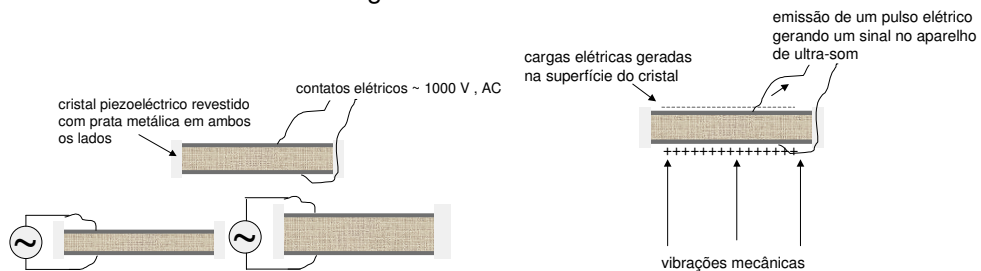 emissão de um pulso elétrico
gerando um sinal no aparelho
de ultra-som
cargas elétricas geradas
na superfície do cristal
contatos elétricos ~ 1000 V , AC
cristal piezoeléctrico revestido
com prata metálica em ambos
os lados
----------------
+++++++++++++
~
~
vibrações mecânicas